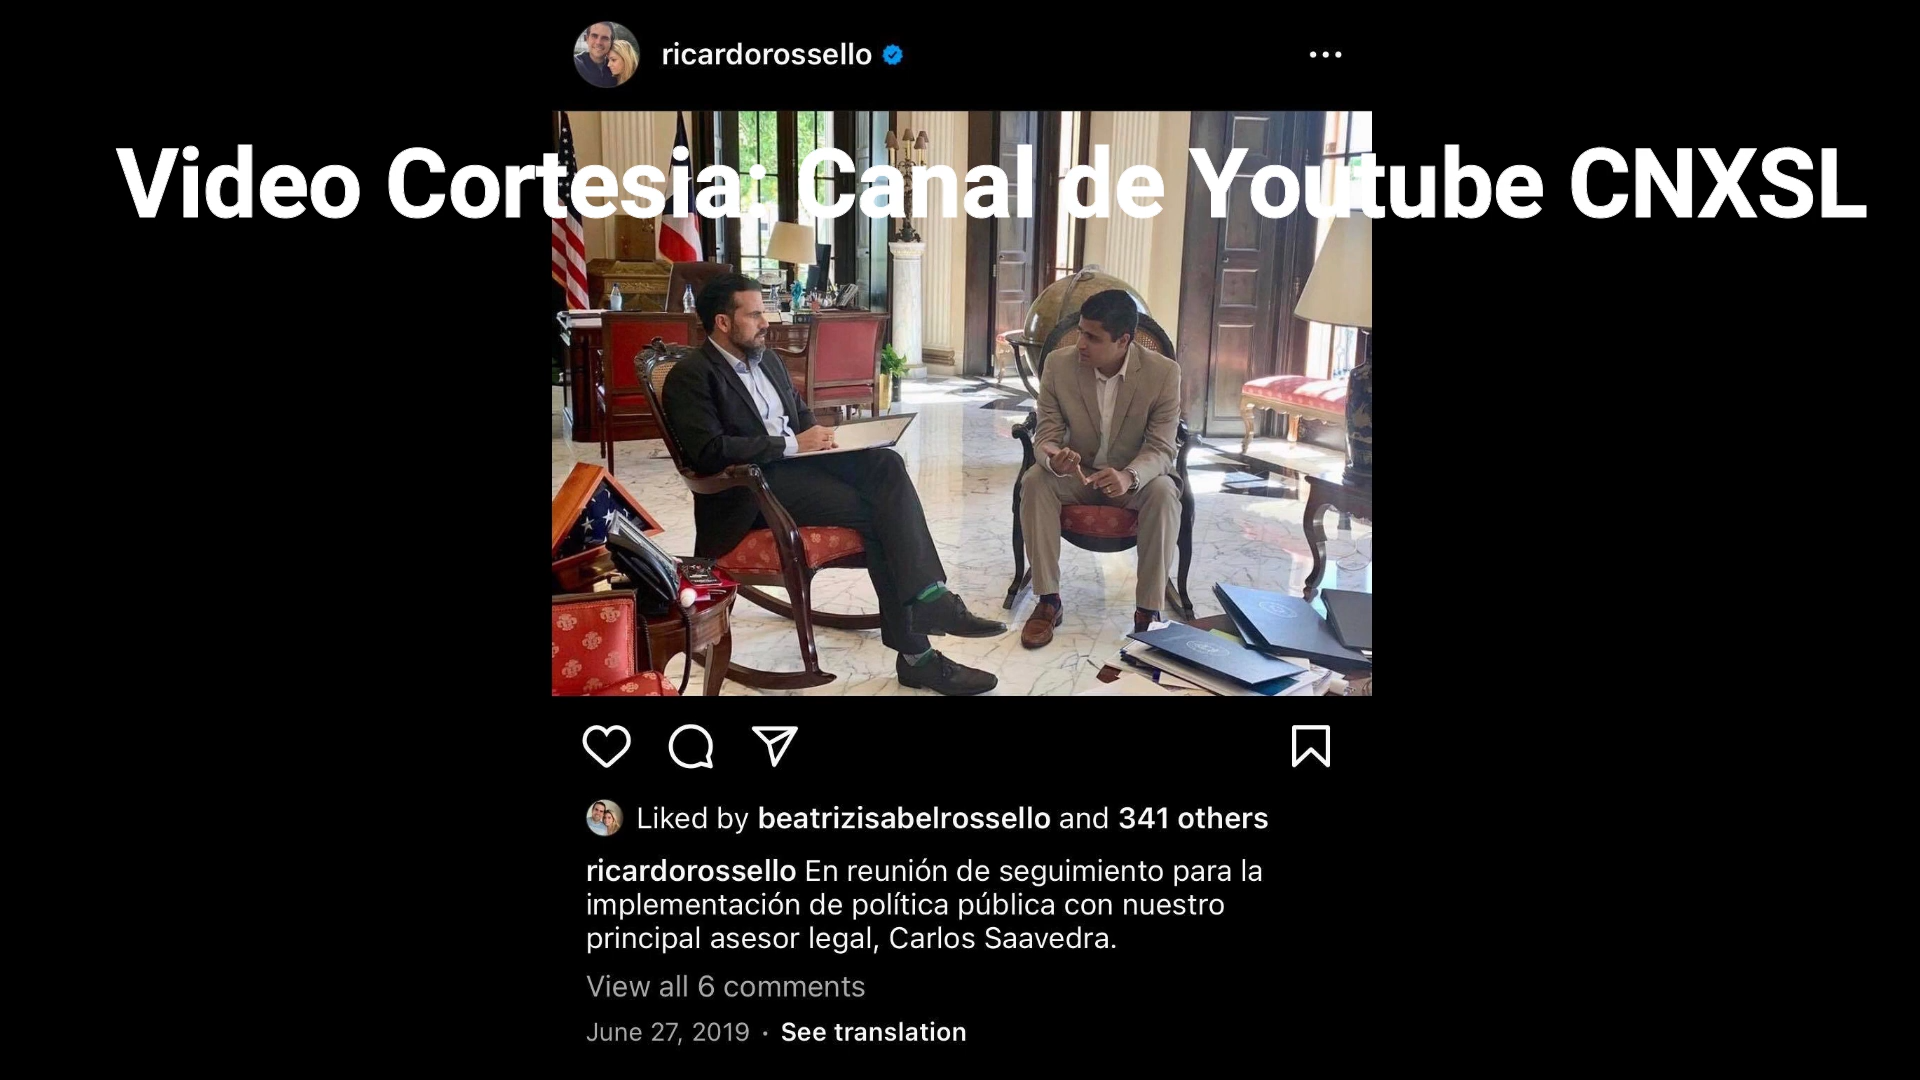 ricardorossello
Video Cortesia: Canal de Youtube CNXSL
Liked by beatrizisabelrossello and 341 others
ricardorossello En reunión de seguimiento para la
implementación de política pública con nuestro
principal asesor legal, Carlos Saavedra.
View all 6 comments
June 27, 2019 · See translation